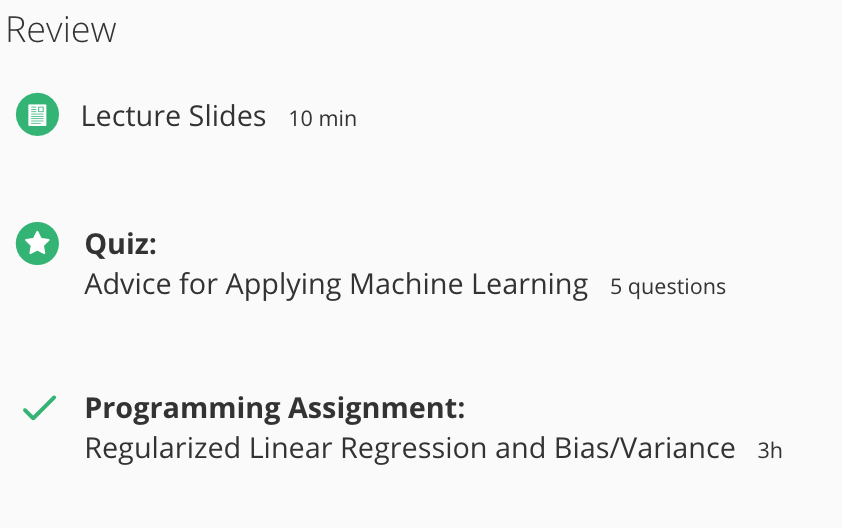 Review
Lecture Slides 10 min
Quiz:
Advice for Applying Machine Learning 5 questions
Programming Assignment:
Regularized Linear Regression and Bias/Variance 3h